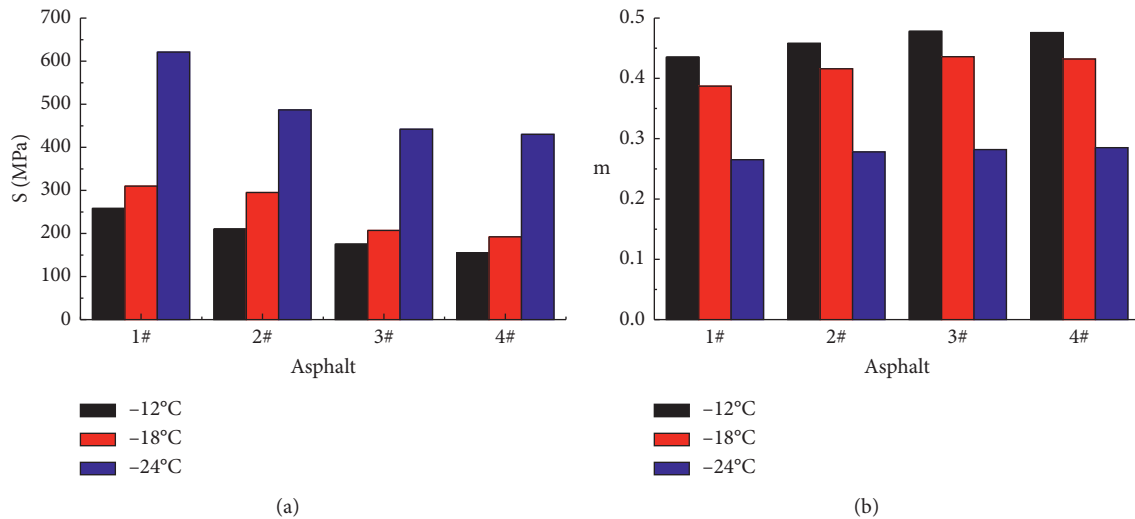 700
600
500
400
300
200
100
0
S (MPa)
1# 2# 3# 4#
Asphalt
–12°C
–18°C
–24°C
(a)
0.5
0.4
0.3
0.2
0.1
0.0
m
1# 2# 3# 4#
Asphalt
–12°C
–18°C
–24°C
(b)